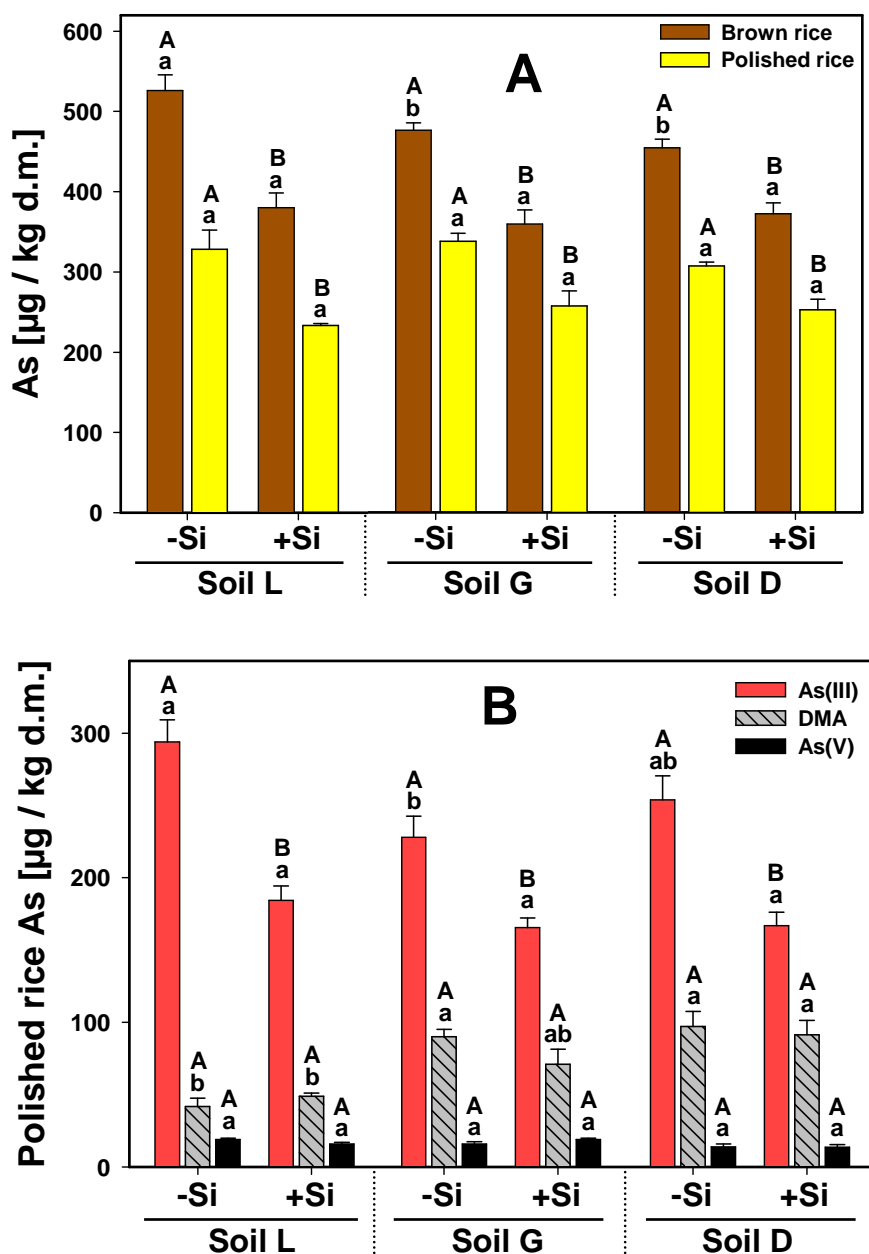 A
Brown rice
Polished rice
As [µg / kg d.m.]
600
500
400
300
200
100
0
A
a
A
a
B
a
B
a
A
b
A
a
B
a
B
a
A
b
A
a
B
a
B
a
-Si +Si -Si +Si -Si +Si
Soil L Soil G Soil D
B
As(III)
DMA
As(V)
Polished rice As [µg / kg d.m.]
300
200
100
0
A
a
A
b
A
a
B
a
A
b
A
a
A
b
A
a
A
a
B
a
A
ab
A
a
A
ab
A
a
A
a
B
a
A
a
A
a
-Si +Si -Si +Si -Si +Si
Soil L Soil G Soil D